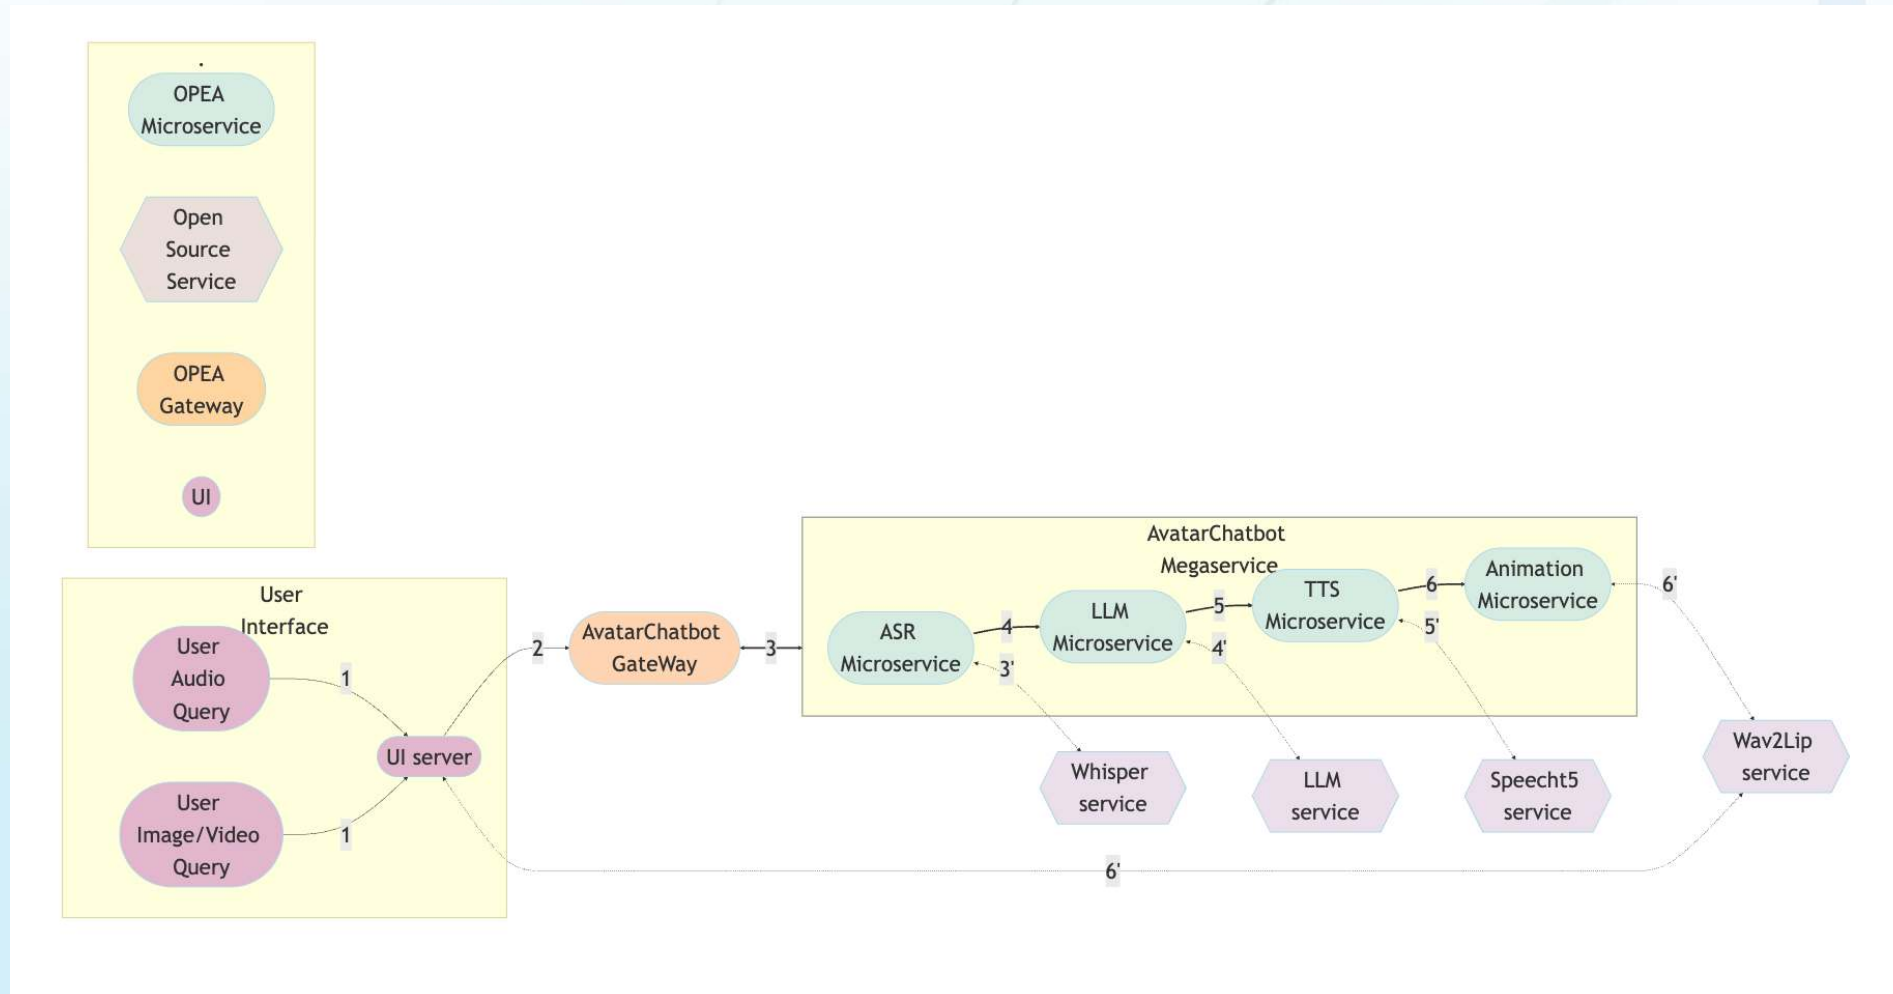 .
OPEA
Microservice
Open
Source
Service
OPEA
Gateway
UI
User
Interface
User
Audio
Query
1
User
Image/Video
Query
1
UI server
2
AvatarChatbot
GateWay
3
AvatarChatbot
Megaservice
ASR
Microservice
4
LLM
Microservice
5
TTS
Microservice
6
Animation
Microservice
3'
4'
5'
6'
Whisper
service
LLM
service
Speecht5
service
Wav2Lip
service
6'